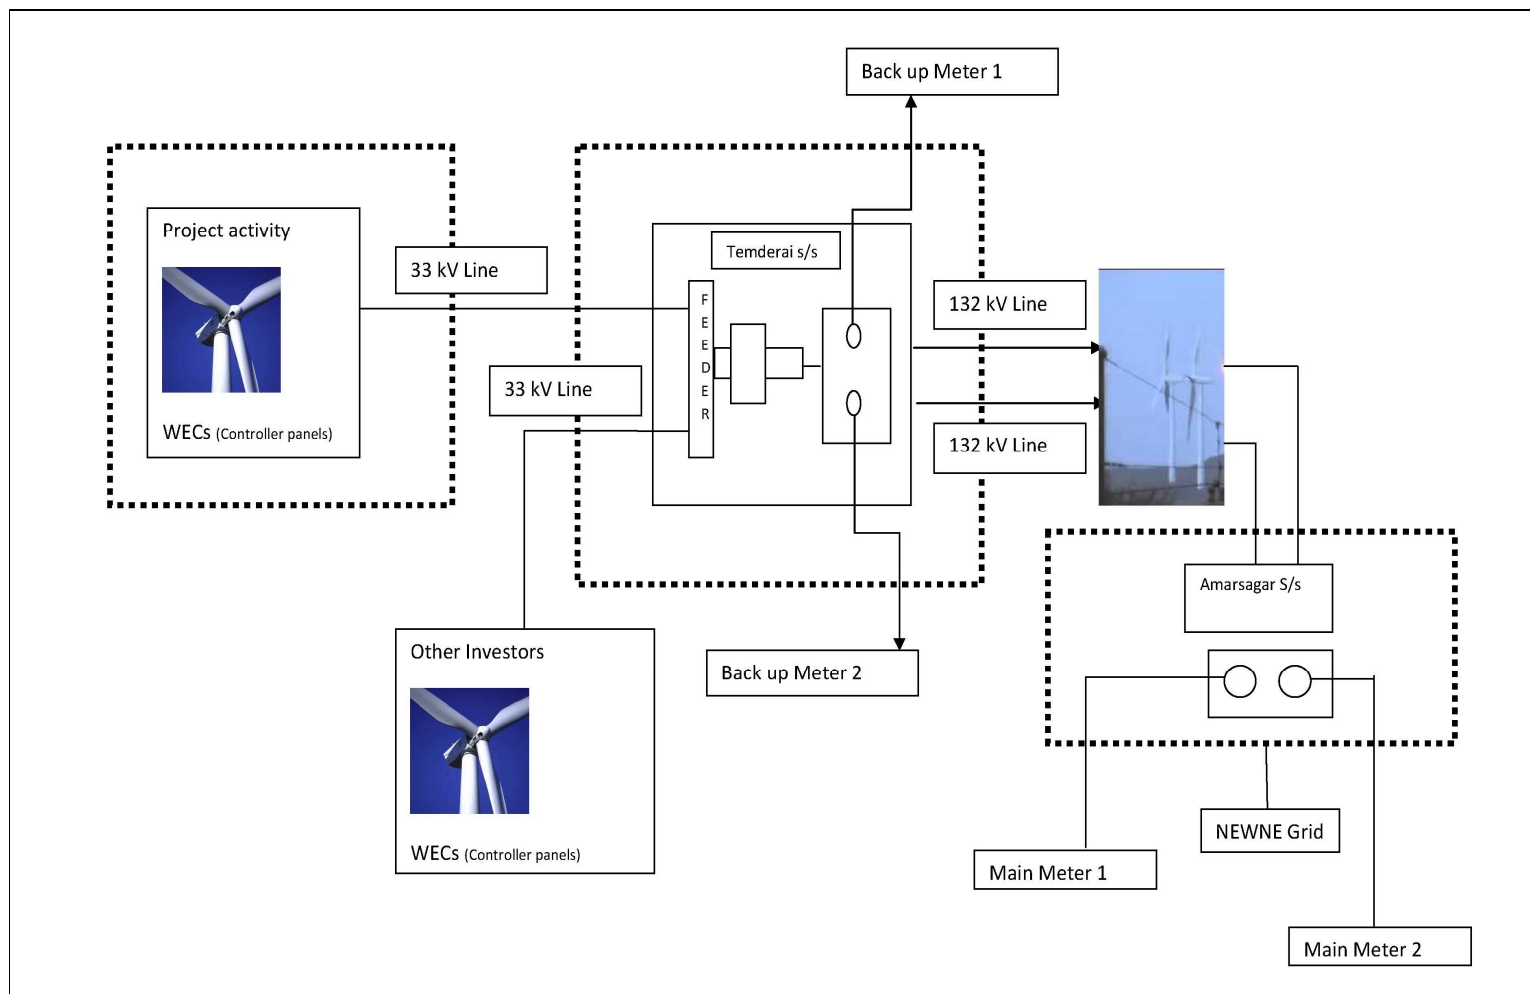 Back up Meter 1
Project activity
33 kV Line
WECs (Controller panels)
Temderai s/s
FEEDER
132 kV Line
33 kV Line
132 kV Line
Amarsagar S/s
Other Investors
WECs (Controller panels)
Back up Meter 2
NEWNE Grid
Main Meter 1
Main Meter 2